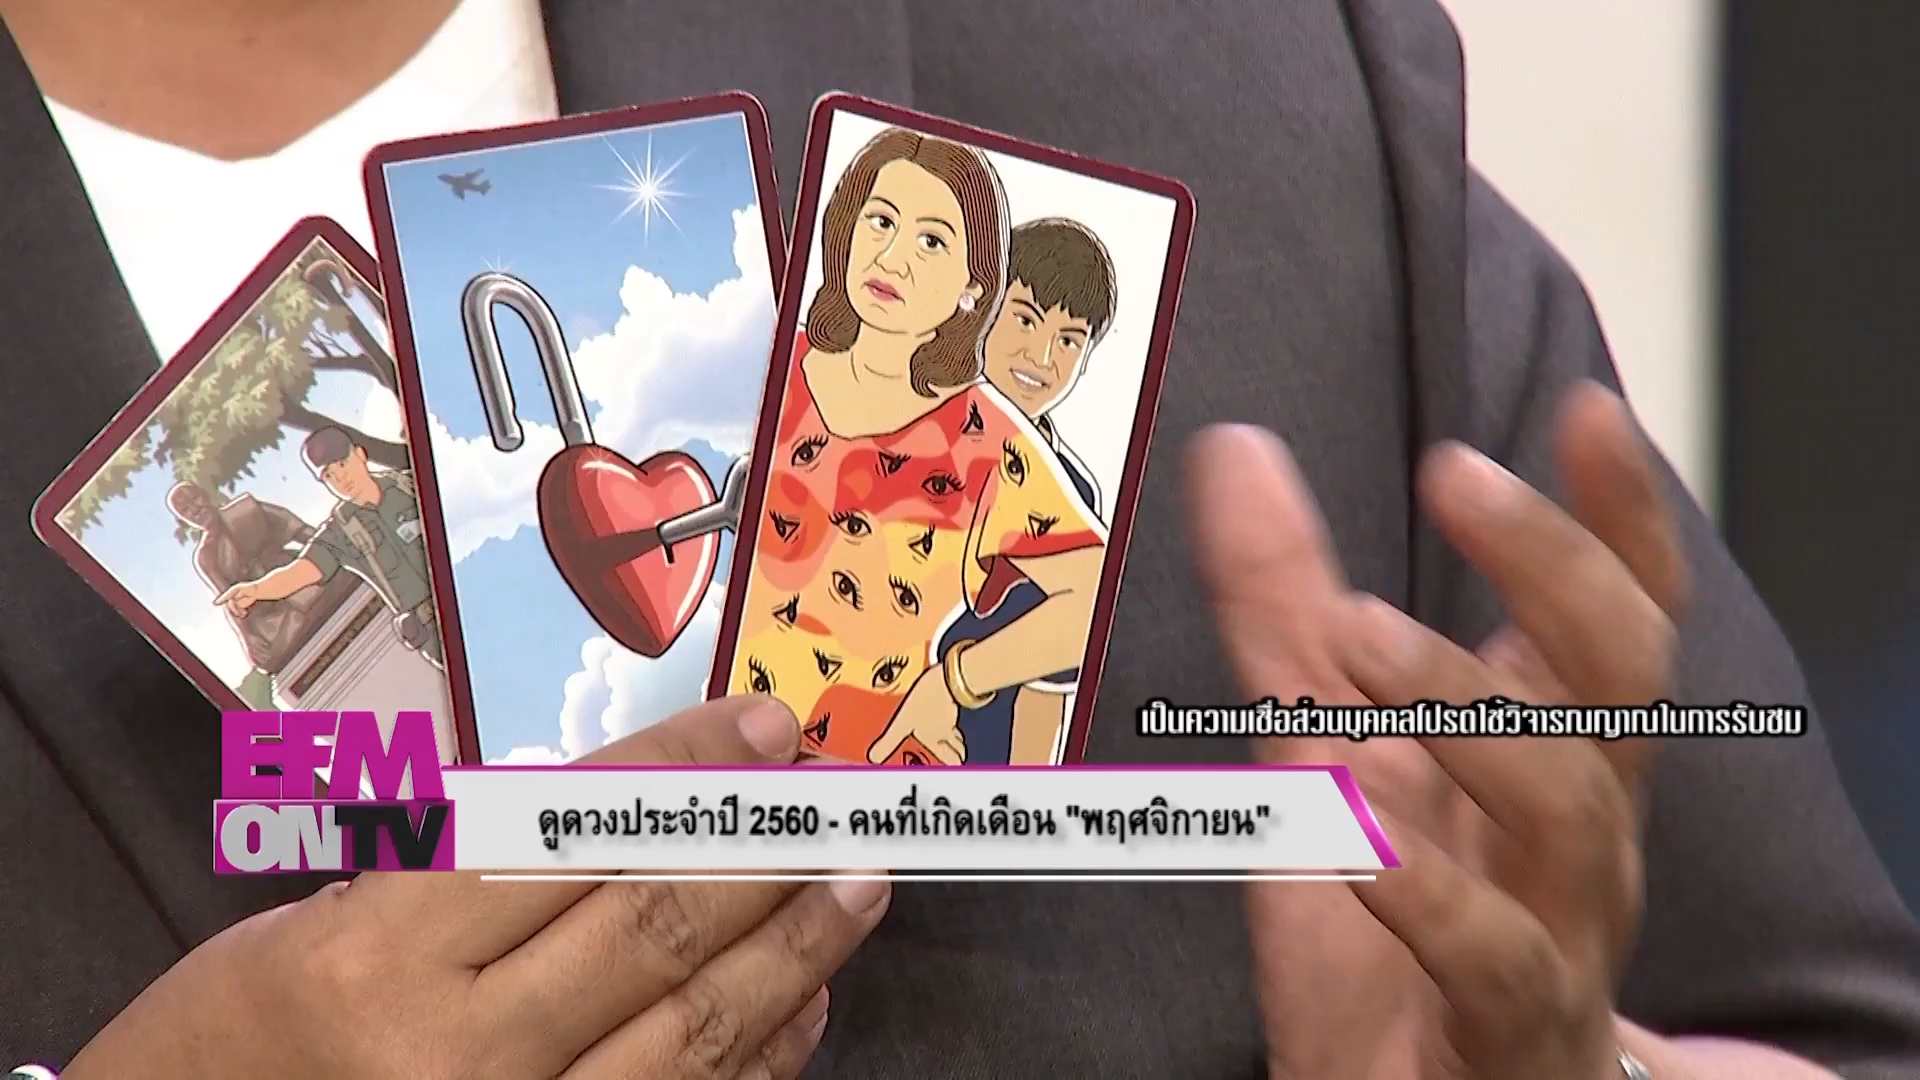 เป็นความเชื่อส่วนบุคคลโปรดใช้วิจารณญาณในการรับชม
EFM
ON TV
ดูดวงประจำปี 2560 - คนที่เกิดเดือน "พฤศจิกายน"